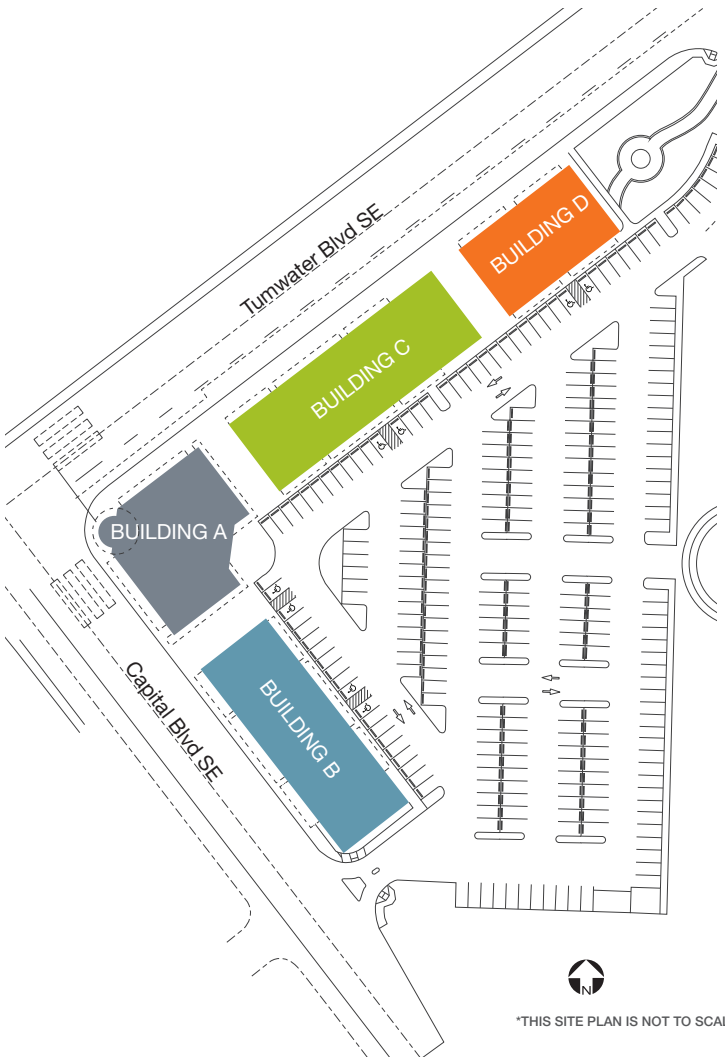 Tumwater Blvd SE
BUILDING D
BUILDING C
BUILDING A
BUILDING B
Capital Blvd SE
N
*THIS SITE PLAN IS NOT TO SCAL